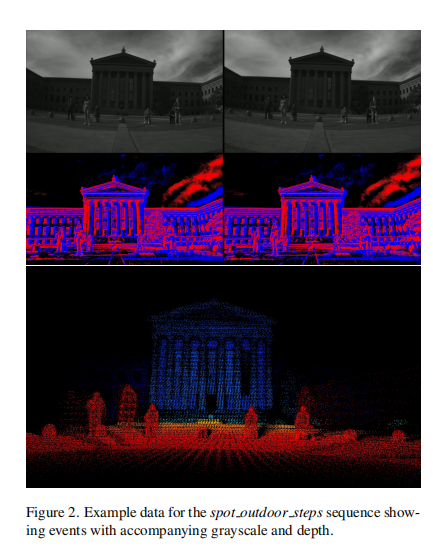 Figure 2. Example data for the spot_outdoor_steps sequence show-
ing events with accompanying grayscale and depth.